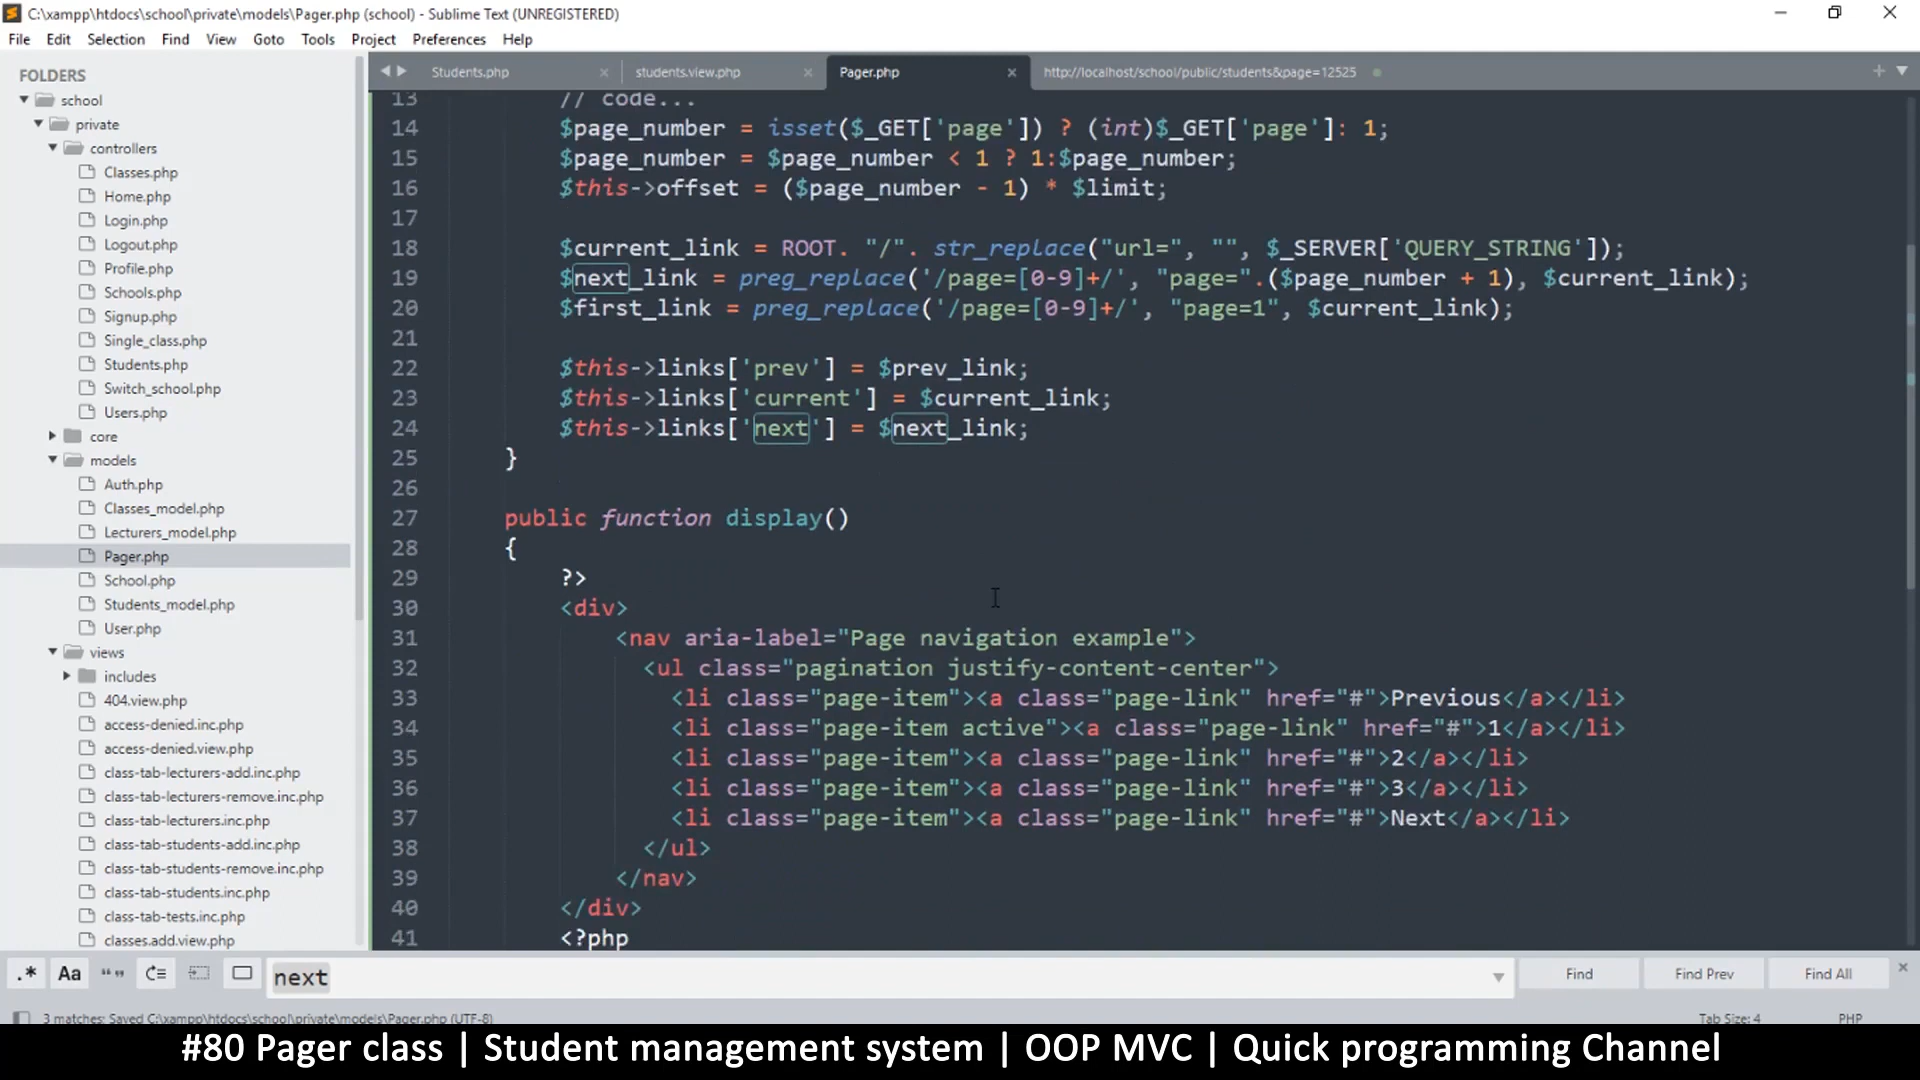 C:\xampp\htdocs\school\private\models\Pager.php (school) - Sublime Text (UNREGISTERED)
File Edit Selection Find View Goto Tools Project Preferences Help
FOLDERS
school
private
controllers
Classes.php
Home.php
Login.php
Logout.php
Profile.php
Schools.php
Signup.php
Single_class.php
Students.php
Switch_school.php
Users.php
core
models
Auth.php
Classes_model.php
Lecturers_model.php
Pager.php
School.php
Students_model.php
User.php
views
includes
404.view.php
access-denied.inc.php
access-denied.view.php
class-tab-lecturers-add.inc.php
class-tab-lecturers-remove.inc.php
class-tab-lecturers.inc.php
class-tab-students-add.inc.php
class-tab-students-remove.inc.php
class-tab-students.inc.php
class-tab-tests.inc.php
classes.add.view.php
Students.php students.view.php Pager.php http://localhost/school/public/students&page=12525
13 // code...
14 $page_number = isset($_GET['page']) ? (int)$_GET['page']: 1;
15 $page_number = $page_number < 1 ? 1:$page_number;
16 $this->offset = ($page_number - 1) * $limit;
17
18 $current_link = ROOT. "/". str_replace("url=", "", $_SERVER['QUERY_STRING']);
19 $next_link = preg_replace('/page=[0-9]+/', "page=".($page_number + 1), $current_link);
20 $first_link = preg_replace('/page=[0-9]+/', "page=1", $current_link);
21
22 $this->links['prev'] = $prev_link;
23 $this->links['current'] = $current_link;
24 $this->links['next'] = $next_link;
25 }
26
27 public function display()
28 {
29 ?>
30 <div>
31 <nav aria-label="Page navigation example">
32 <ul class="pagination justify-content-center">
33 <li class="page-item"><a class="page-link" href="#">Previous</a></li>
34 <li class="page-item active"><a class="page-link" href="#">1</a></li>
35 <li class="page-item"><a class="page-link" href="#">2</a></li>
36 <li class="page-item"><a class="page-link" href="#">3</a></li>
37 <li class="page-item"><a class="page-link" href="#">Next</a></li>
38 </ul>
39 </nav>
40 </div>
41 <?php
.* Aa “” next Find Find Prev Find All
3 matches: Saved C:\xampp\htdocs\school\private\models\Pager.php (UTF-8) Tab Size: 4 PHP
#80 Pager class | Student management system | OOP MVC | Quick programming Channel